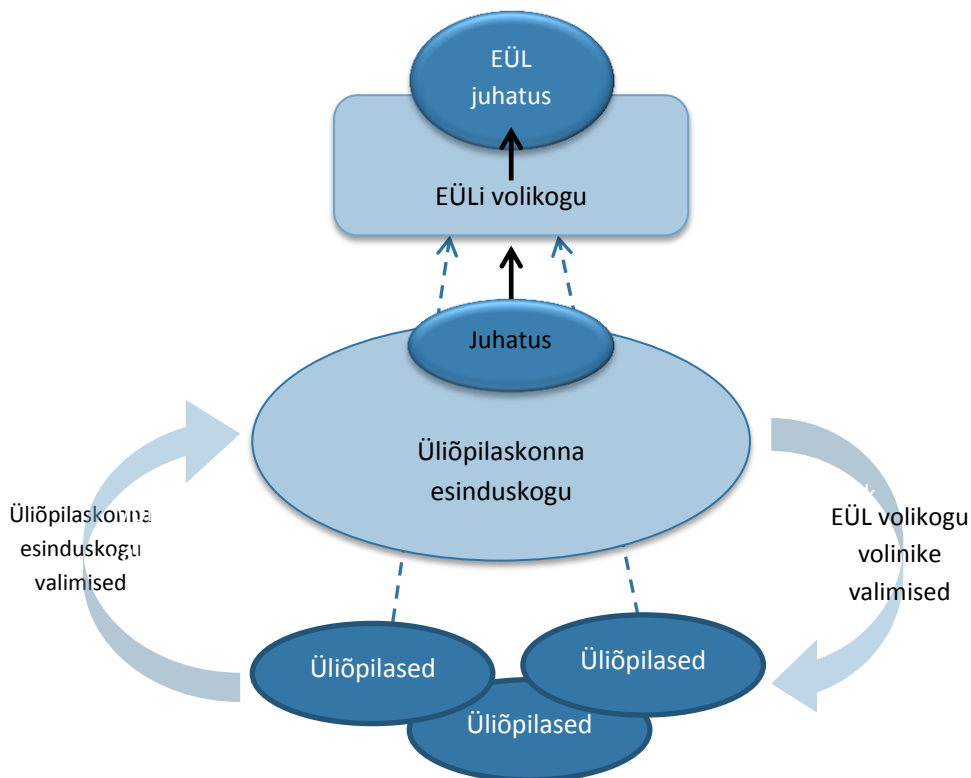 EÜL
juhatus
EÜLi volikogu
Juhatus
Üliõpilaskonna
esinduskogu
Üliõpilaskonna
esinduskogu
valimised
EÜL volikogu
volinike
valimised
Üliõpilased
Üliõpilased
Üliõpilased